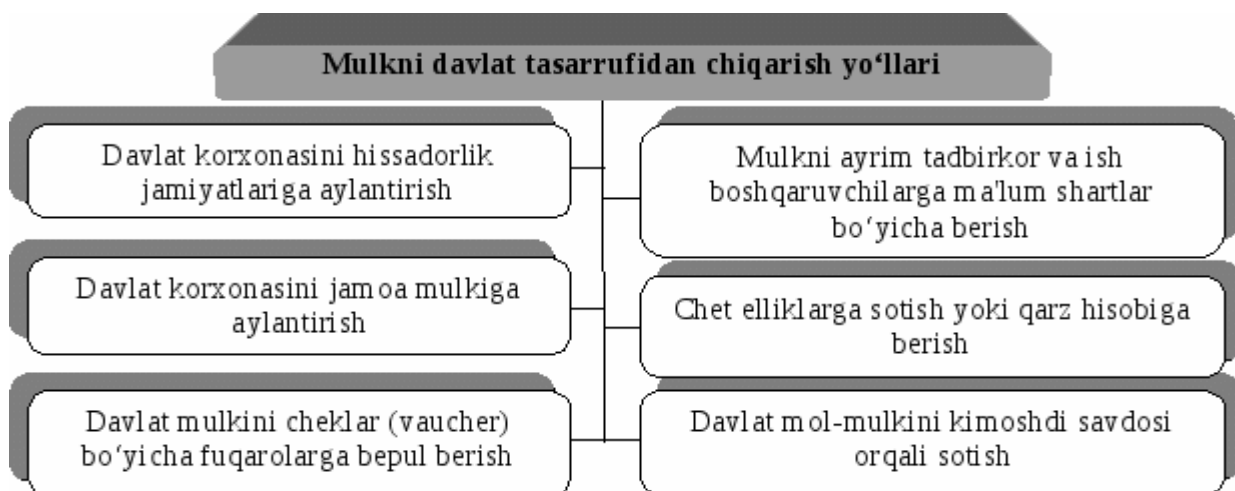 Mulkni davlat tasarrufidan chiqarish yo‘llari
Davlat korxonasini hissadorlik
jamiyatlariga aylantirish
Davlat korxonasini jamoa mulkiga
aylantirish
Davlat mulkini cheklar (vaucher)
bo‘yicha fuqarolarga bepul berish
Mulkni ayrim tadbirkor va ish
boshqaruvchilarga ma'lum shartlar
bo‘yicha berish
Chet elliklarga sotish yoki qarz hisobiga
berish
Davlat mol-mulkini kimoshdi savdosi
orqali sotish